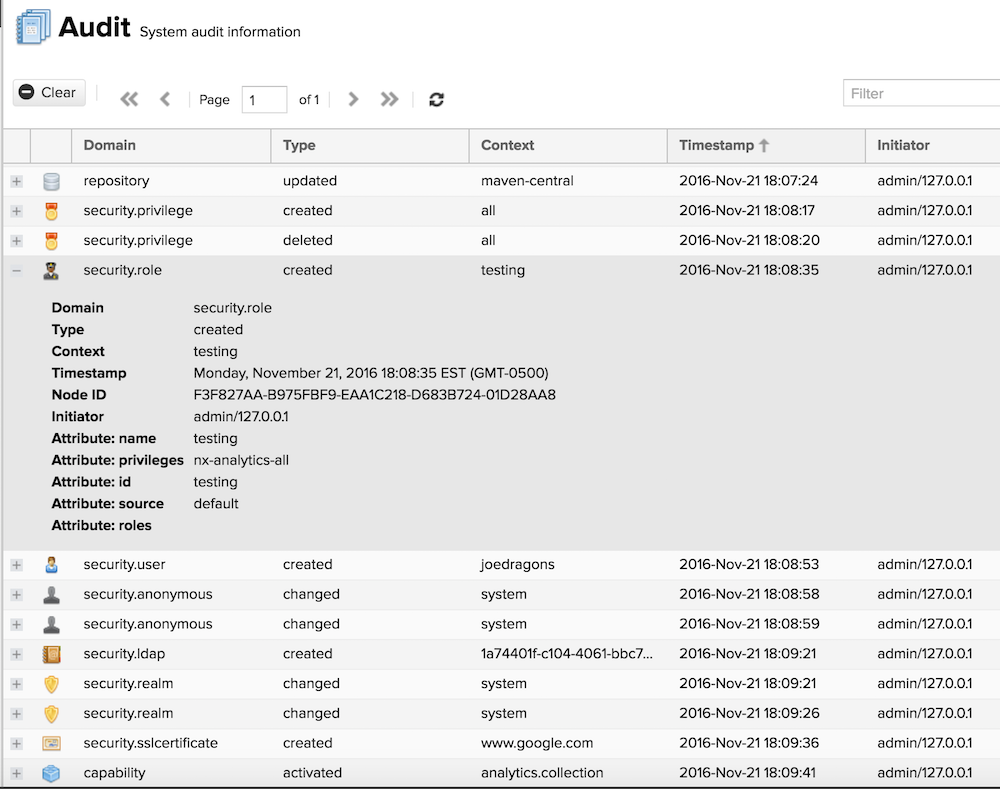 Audit System audit information
Clear Page 1 of 1 Filter
Domain Type Context Timestamp Initiator
repository updated maven-central 2016-Nov-21 18:07:24 admin/127.0.0.1
security.privilege created all 2016-Nov-21 18:08:17 admin/127.0.0.1
security.privilege deleted all 2016-Nov-21 18:08:20 admin/127.0.0.1
security.role created testing 2016-Nov-21 18:08:35 admin/127.0.0.1
Domain security.role
Type created
Context testing
Timestamp Monday, November 21, 2016 18:08:35 EST (GMT-0500)
Node ID F3F827AA-B975FBF9-EAA1C218-D683B724-01D28AA8
Initiator admin/127.0.0.1
Attribute: name testing
Attribute: privileges nx-analytics-all
Attribute: id testing
Attribute: source default
Attribute: roles
security.user created joedragons 2016-Nov-21 18:08:53 admin/127.0.0.1
security.anonymous changed system 2016-Nov-21 18:08:58 admin/127.0.0.1
security.anonymous changed system 2016-Nov-21 18:08:59 admin/127.0.0.1
security.ldap created 1a74401f-c104-4061-bbc7... 2016-Nov-21 18:09:21 admin/127.0.0.1
security.realm changed system 2016-Nov-21 18:09:21 admin/127.0.0.1
security.realm changed system 2016-Nov-21 18:09:26 admin/127.0.0.1
security.sslcertificate created www.google.com 2016-Nov-21 18:09:36 admin/127.0.0.1
capability activated analytics.collection 2016-Nov-21 18:09:41 admin/127.0.0.1